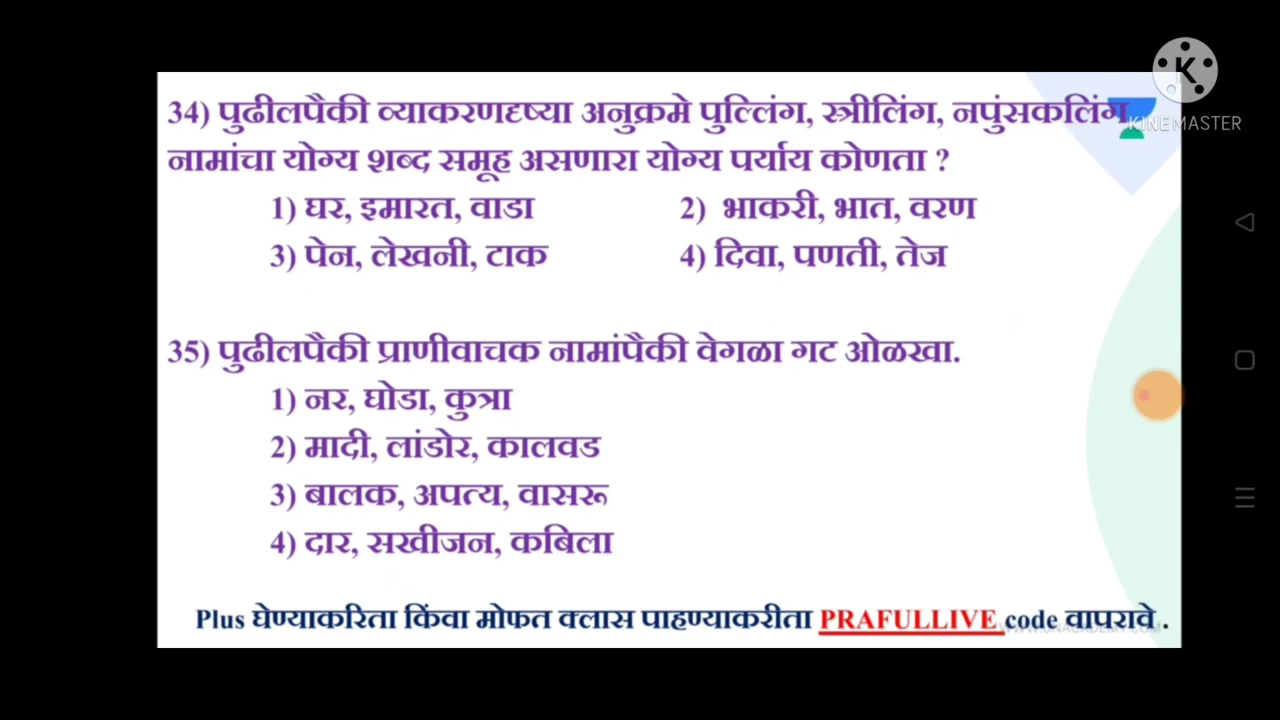 34) पुढीलपैकी व्याकरणदृष्या अनुक्रमे पुल्लिंग, स्त्रीलिंग, नपुंसकलिंग
नामांचा योग्य शब्द समूह असणारा योग्य पर्याय कोणता ?
1) घर, इमारत, वाडा 2) भाकरी, भात, वरण
3) पेन, लेखनी, टाक 4) दिवा, पणती, तेज
35) पुढीलपैकी प्राणीवाचक नामांपैकी वेगळा गट ओळखा.
1) नर, घोडा, कुत्रा
2) मादी, लांडोर, कालवड
3) बालक, अपत्य, वासरू
4) दार, सखीजन, कबिला
Plus घेण्याकरिता किंवा मोफत क्लास पाहण्याकरीता PRAFULLIVE code वापरावे .
K
KINEMASTER